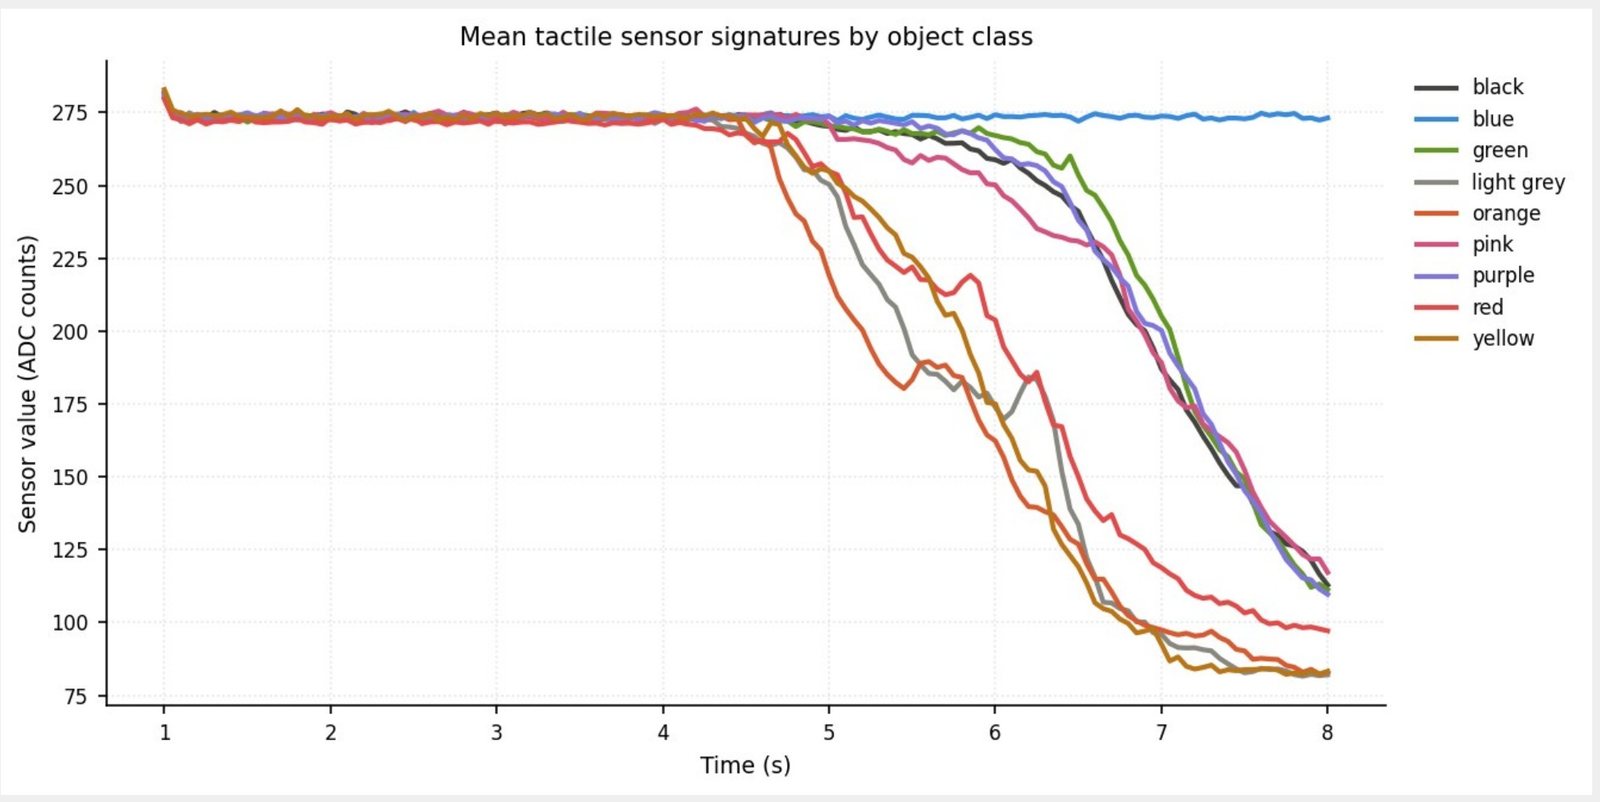 Mean tactile sensor signatures by object class
Sensor value (ADC counts)
275
250
225
200
175
150
125
100
75
1 2 3 4 5 6 7 8
Time (s)
black
blue
green
light grey
orange
pink
purple
red
yellow